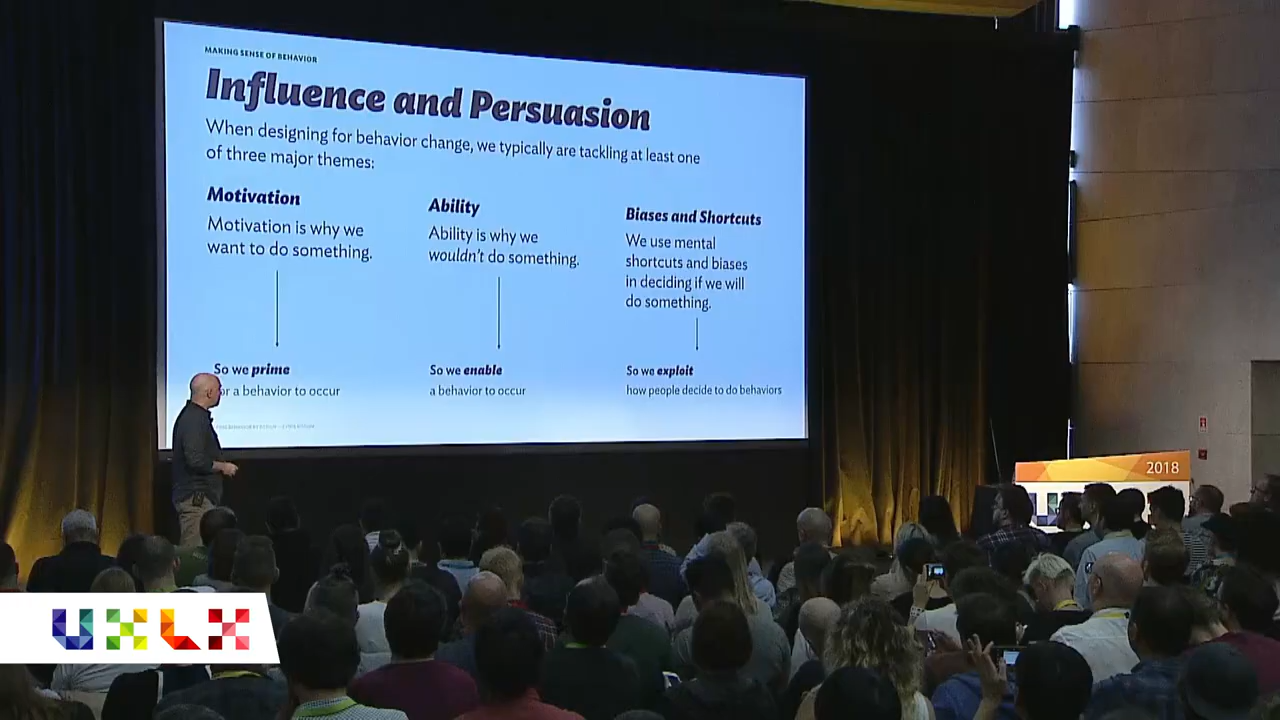 MAKING SENSE OF BEHAVIOR
Influence and Persuasion
When designing for behavior change, we typically are tackling at least one
of three major themes:
Motivation
Motivation is why we
want to do something.
So we prime
or a behavior to occur
Ability
Ability is why we
wouldn't do something.
So we enable
a behavior to occur
Biases and Shortcuts
We use mental
shortcuts and biases
in deciding if we will
do something.
So we exploit
how people decide to do behaviors
2018
UXLX